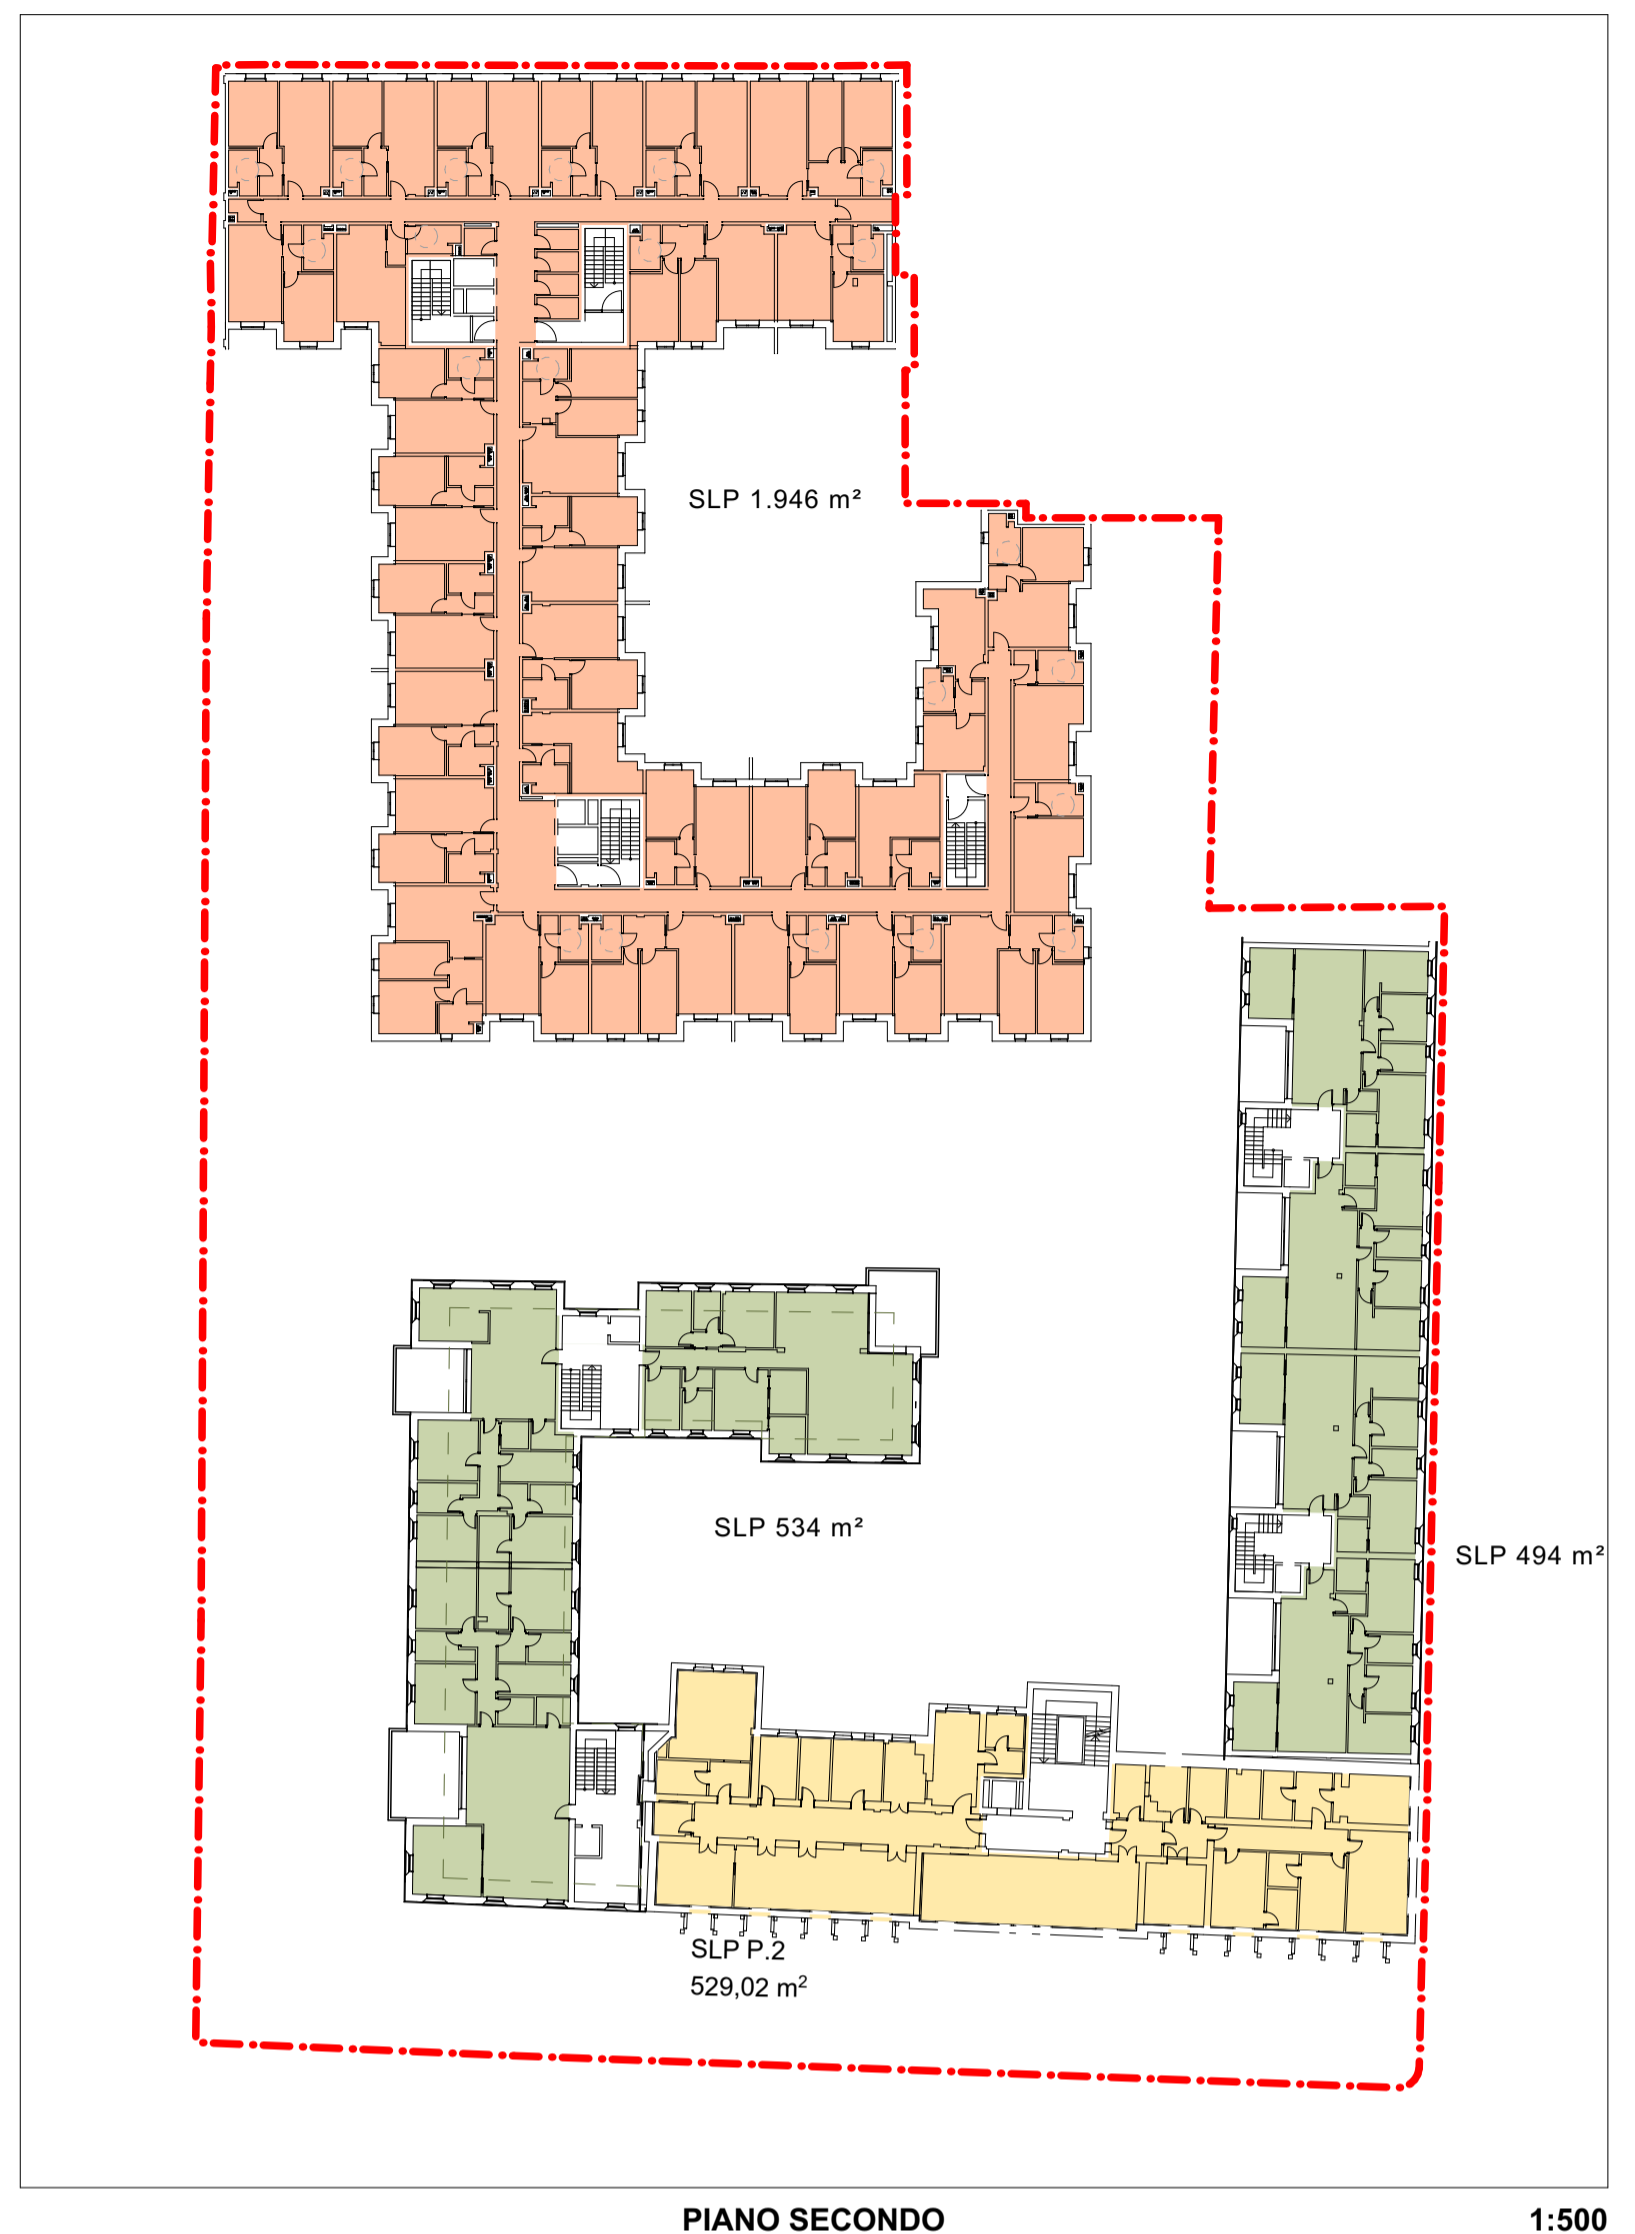 SLP 1.946 m²
SLP 534 m²
SLP 494 m²
SLP P.2
529,02 m²
PIANO SECONDO
1:500